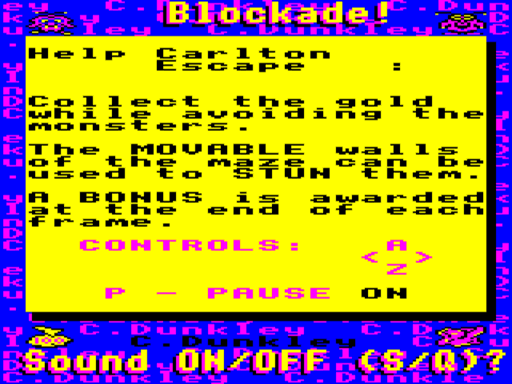 Blockade!
Help Carlton
Escape :
Collect the gold
while avoiding the
monsters.
The MOVABLE walls
of the maze can be
used to STUN them.
A BONUS is awarded
at the end of each
frame.
CONTROLS: A
< >
Z
P - PAUSE ON
C.Dunkley
Sound ON/OFF (S/Q)?